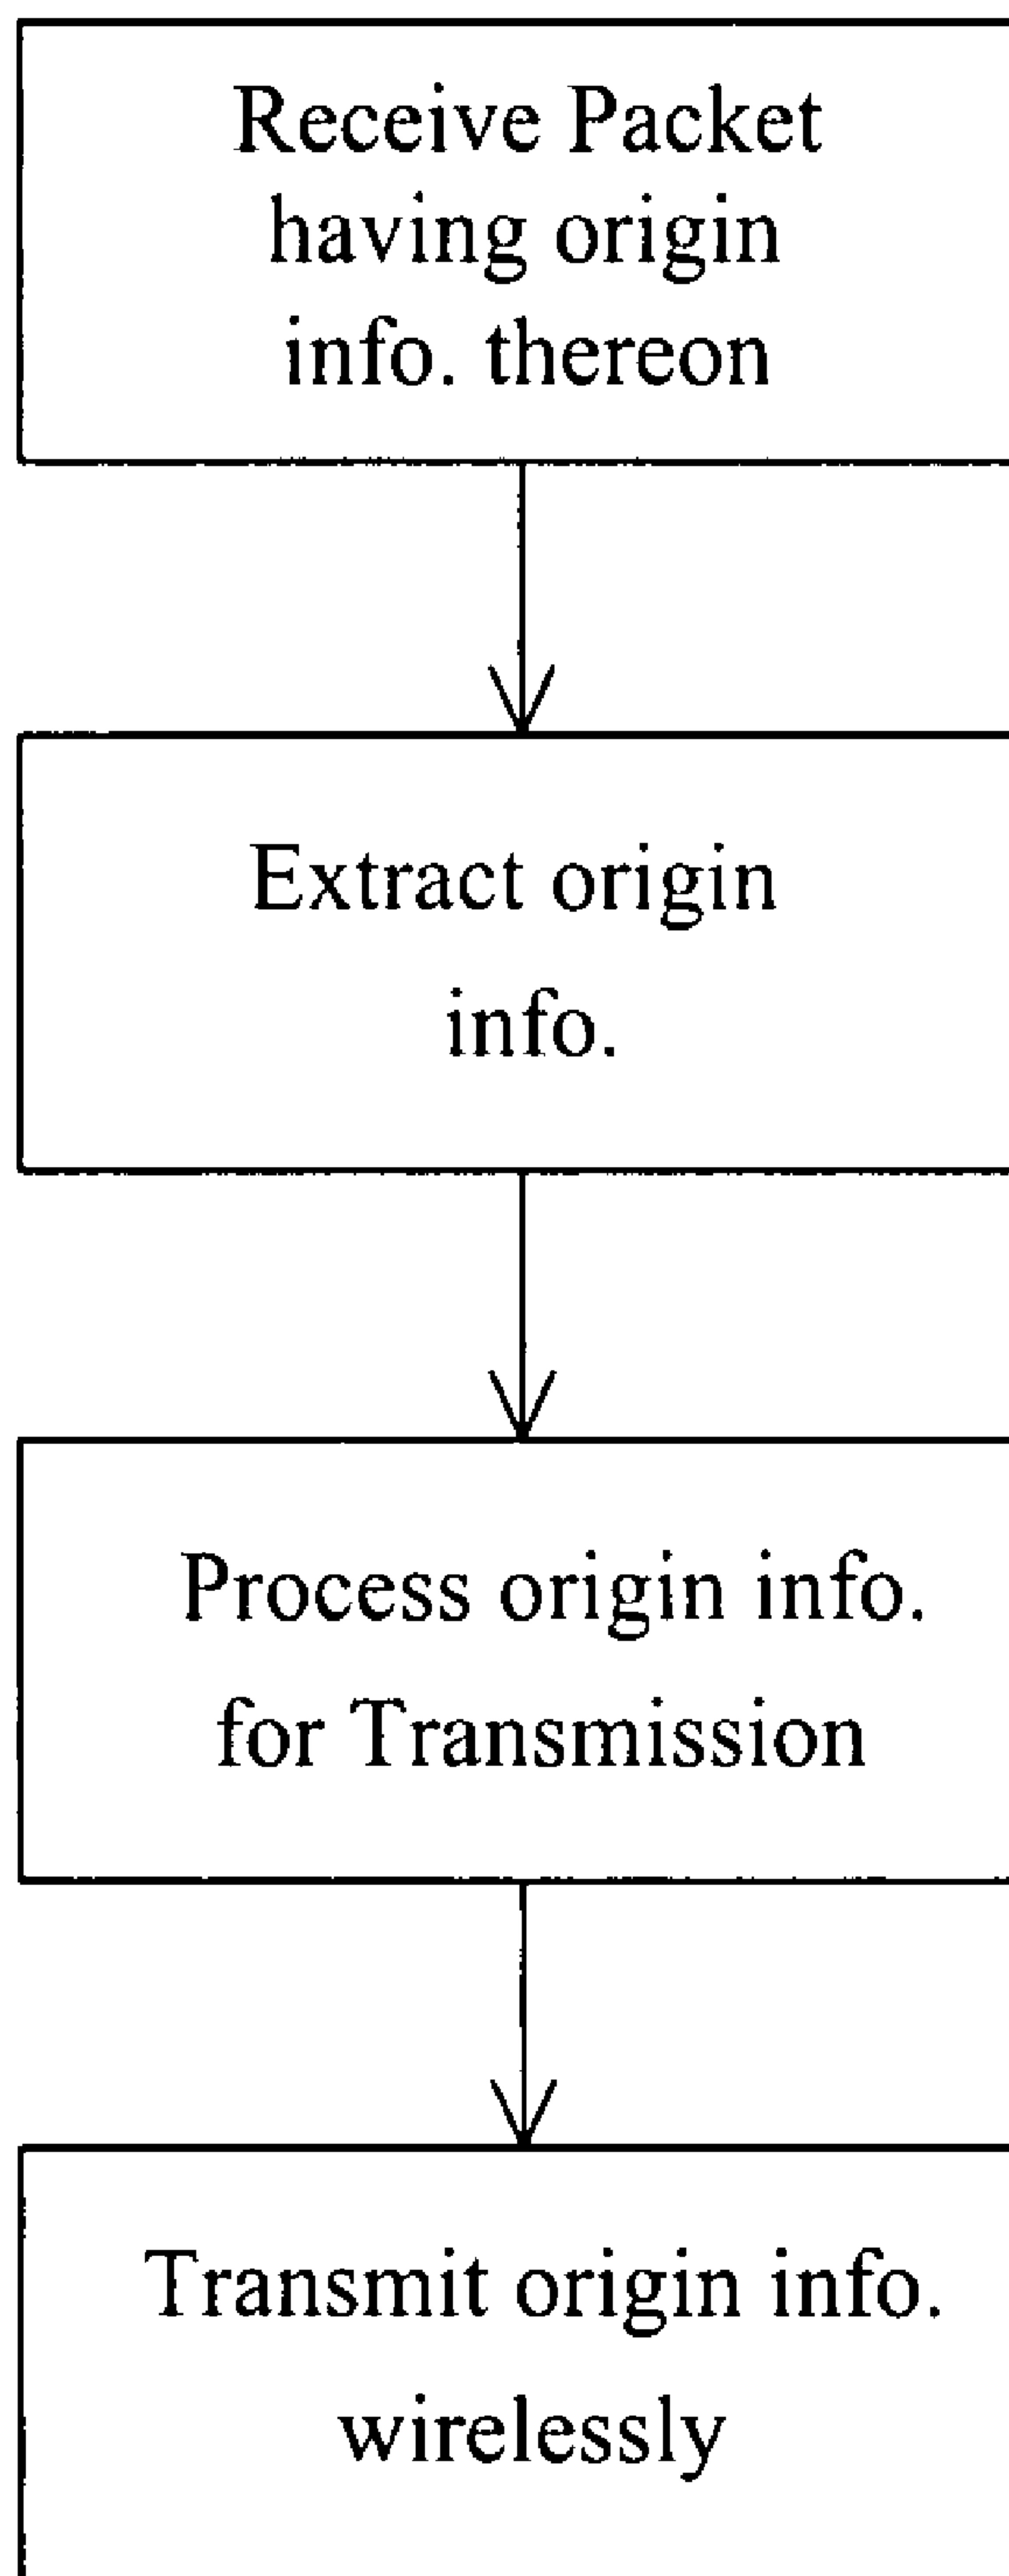 Receive Packet
having origin
info. thereon
Extract origin
info.
Process origin info.
for Transmission
Transmit origin info.
wirelessly